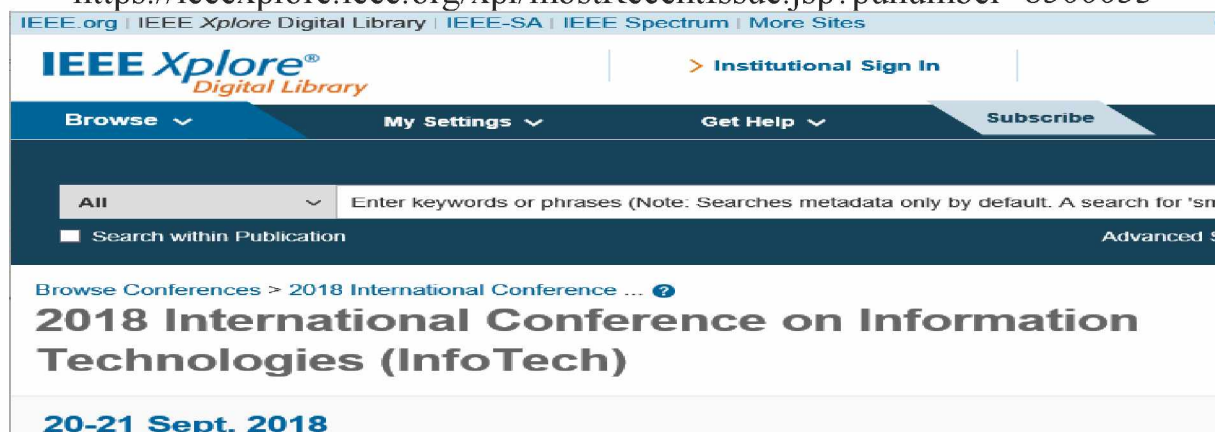 IEEE.org | IEEE Xplore Digital Library | IEEE-SA | IEEE Spectrum | More Sites
IEEE Xplore®
Digital Library
> Institutional Sign In
Browse My Settings Get Help Subscribe
All Enter keywords or phrases (Note: Searches metadata only by default. A search for 'sm
Search within Publication Advanced S
Browse Conferences > 2018 International Conference ...
2018 International Conference on Information
Technologies (InfoTech)
20-21 Sept. 2018